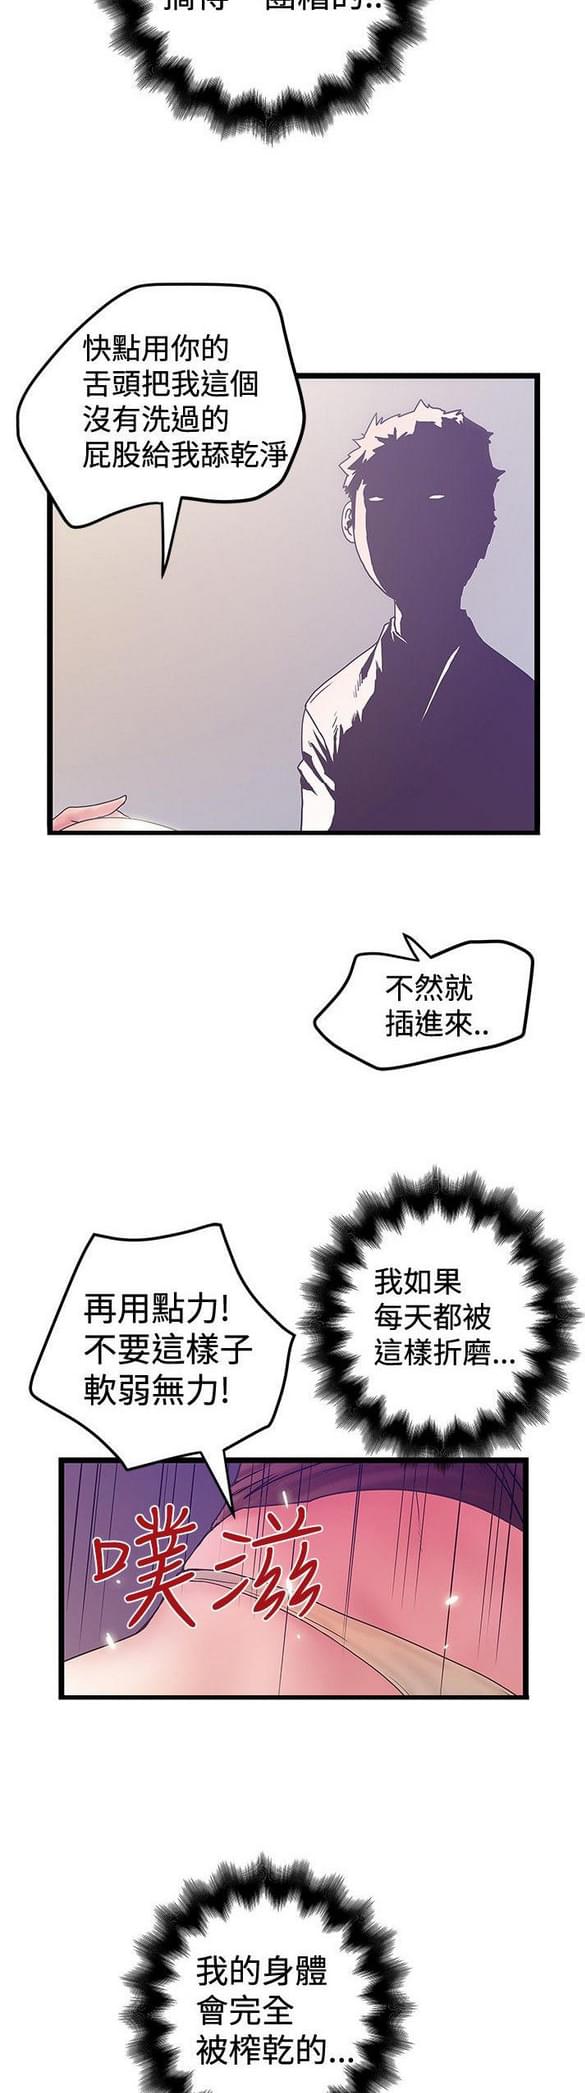 團糟的..
快點用你的
舌頭把我這個
沒有洗過的
屁股給我舔乾淨
不然就
插進來..
我如果
每天都被
這樣折磨...
再用點力!
不要這樣子
軟弱無力!
噗滋
我的身體
會完全
被榨乾的...